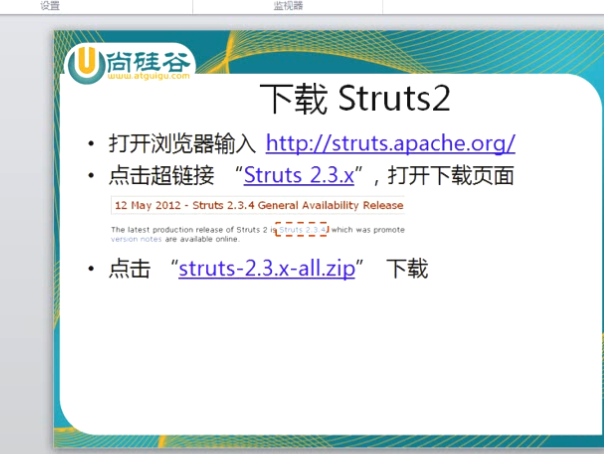 设置
监视器
尚硅谷
www.atguigu.com
下载 Struts2
• 打开浏览器输入 http://struts.apache.org/
• 点击超链接 “Struts 2.3.x”, 打开下载页面
12 May 2012 - Struts 2.3.4 General Availability Release
The latest production release of Struts 2 is Struts 2.3.4, which was promote
version notes are available online.
• 点击 “struts-2.3.x-all.zip” 下载